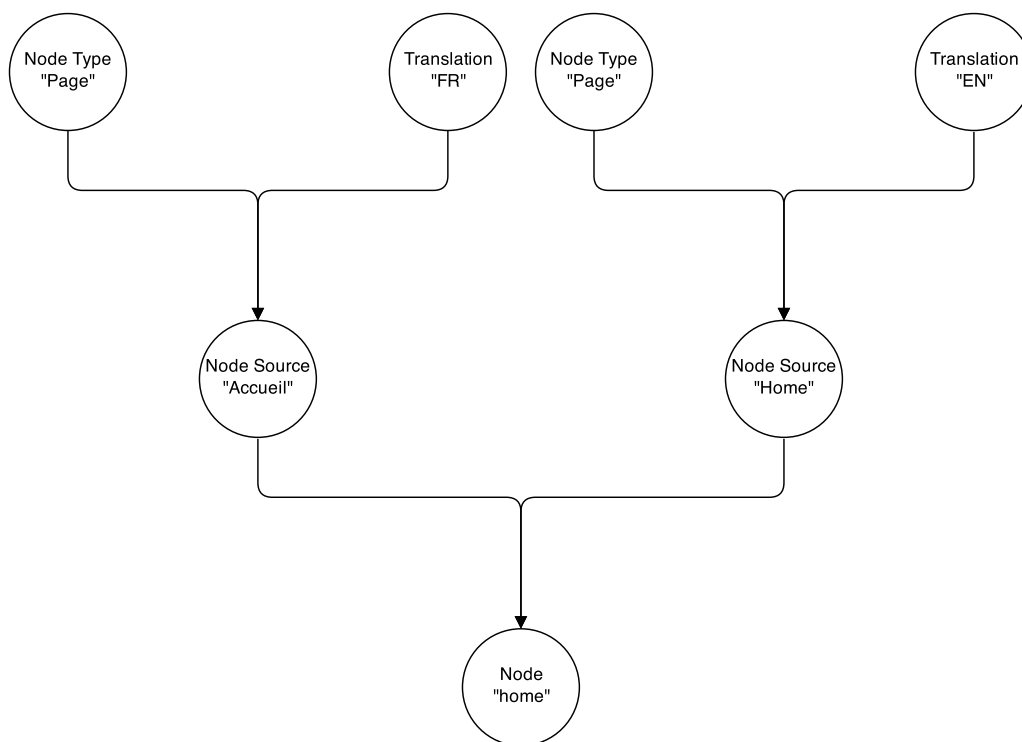 Node Type
"Page"
Translation
"FR"
Node Type
"Page"
Translation
"EN"
Node Source
"Accueil"
Node Source
"Home"
Node
"home"